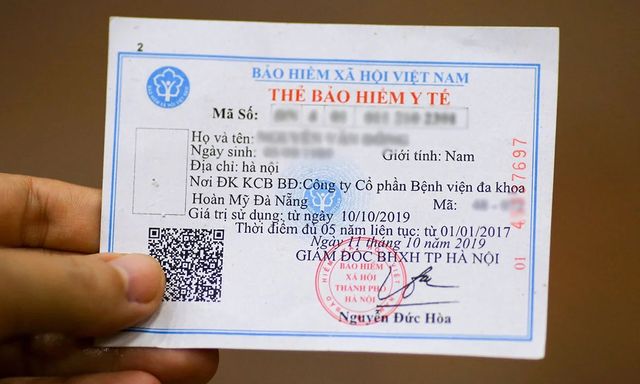 2
BẢO HIỂM XÃ HỘI VIỆT NAM
THẺ BẢO HIỂM Y TẾ
Mã Số:
Họ và tên:
Ngày sinh: Giới tính: Nam
Địa chỉ: hà nội
Nơi ĐK KCB BĐ:Công ty Cổ phần Bệnh viện đa khoa
Hoàn Mỹ Đà Nẵng Mã:
Giá trị sử dụng: từ ngày 10/10/2019
Thời điểm đủ 05 năm liên tục: từ 01/01/2017
Ngày 11 tháng 10 năm 2019
GIÁM ĐỐC BHXH TP HÀ NỘI
BẢO HIỂM
XÃ HỘI
THÀNH PHỐ
HÀ NỘI
Nguyễn Đức Hòa